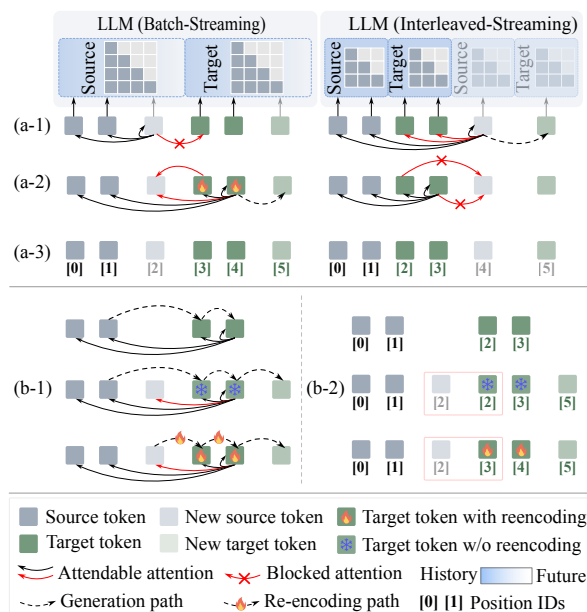 LLM (Batch-Streaming) LLM (Interleaved-Streaming)
Source Target Source Target Source Target
(a-1)
(a-2)
(a-3)
[0] [1] [2] [3] [4] [5] [0] [1] [2] [3] [4] [5]
[0] [1] [2] [3]
(b-1) (b-2)
[0] [1] [2] [2] [3] [5]
[0] [1] [2] [3] [4] [5]
Source token New source token Target token with reencoding
Target token New target token Target token w/o reencoding
Attendable attention Blocked attention History Future
Generation path Re-encoding path [0] [1] Position IDs